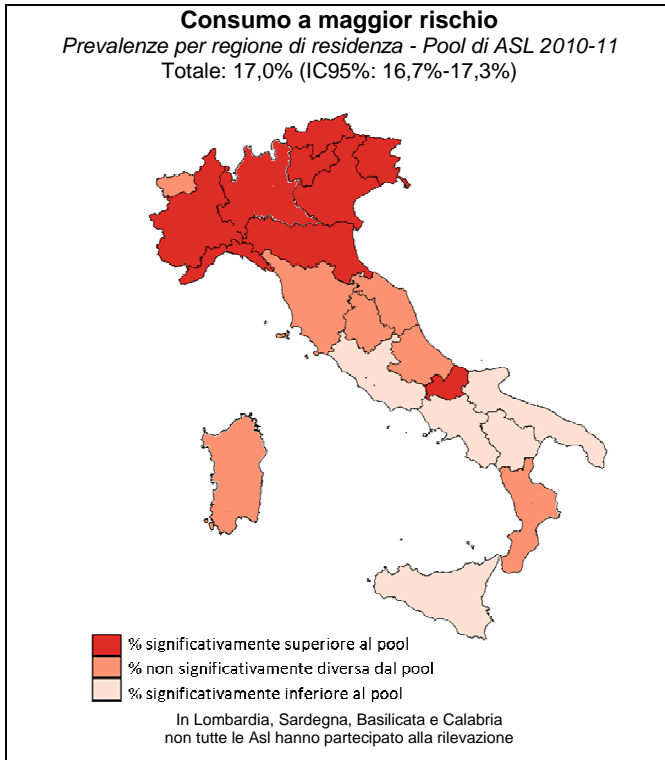 Consumo a maggior rischio
Prevalenze per regione di residenza - Pool di ASL 2010-11
Totale: 17,0% (IC95%: 16,7%-17,3%)
% significativamente superiore al pool
% non significativamente diversa dal pool
% significativamente inferiore al pool
In Lombardia, Sardegna, Basilicata e Calabria
non tutte le Asl hanno partecipato alla rilevazione